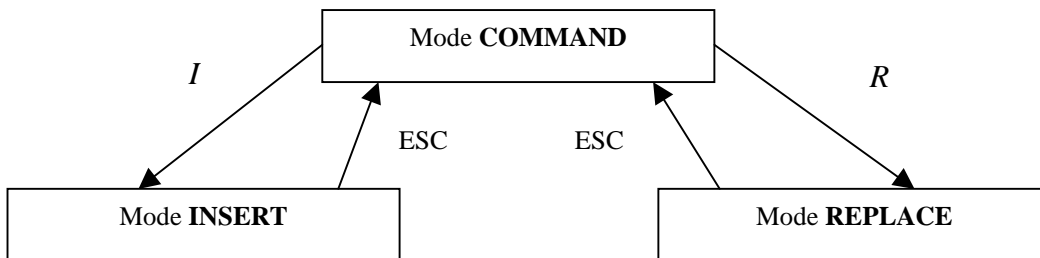 Mode COMMAND
I
R
ESC
ESC
Mode INSERT
Mode REPLACE